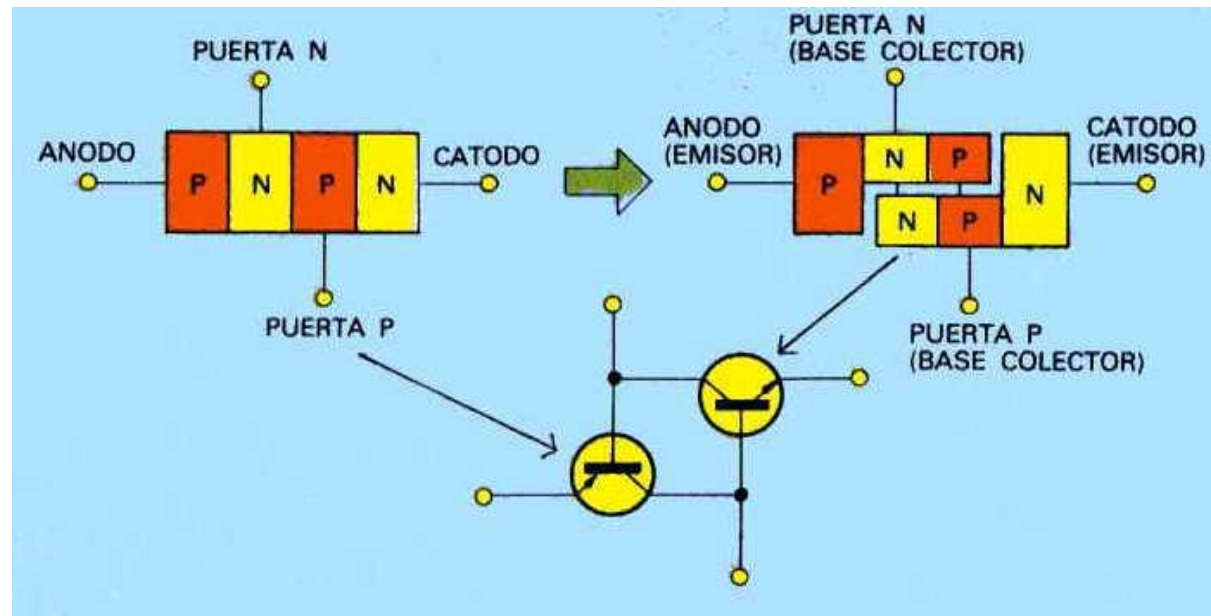 PUERTA N
ANODO
P N P N
CATODO
PUERTA P
PUERTA N
(BASE COLECTOR)
ANODO
(EMISOR)
P
N P
N P
N
CATODO
(EMISOR)
PUERTA P
(BASE COLECTOR)